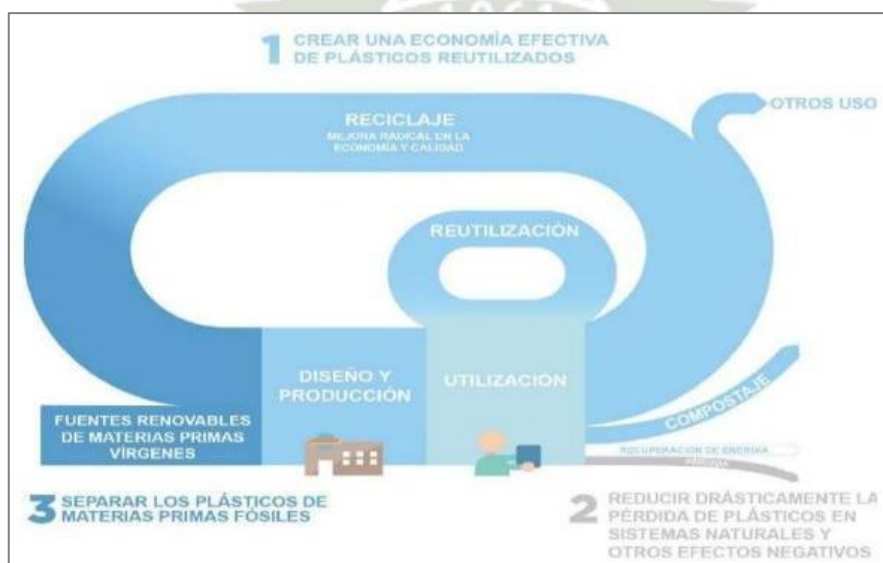 1961
1 CREAR UNA ECONOMÍA EFECTIVA
DE PLÁSTICOS REUTILIZADOS
RECICLAJE
MEJORA RADICAL EN LA
ECONOMÍA Y CALIDAD
OTROS USO
REUTILIZACIÓN
DISEÑO Y
PRODUCCIÓN
UTILIZACIÓN
COMPOSTAJE
FUENTES RENOVABLES
DE MATERIAS PRIMAS
VÍRGENES
RECUPERACIÓN DE ENERGÍA
3 SEPARAR LOS PLÁSTICOS DE
MATERIAS PRIMAS FÓSILES
2 REDUCIR DRÁSTICAMENTE LA
PÉRDIDA DE PLÁSTICOS EN
SISTEMAS NATURALES Y
OTROS EFECTOS NEGATIVOS